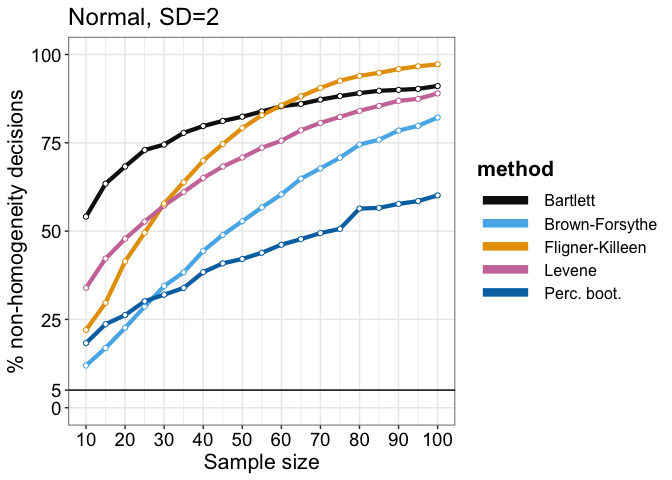 Normal, SD=2
% non-homogeneity decisions
100
75
50
25
5
0
10 20 30 40 50 60 70 80 90 100
Sample size
method
Bartlett
Brown-Forsythe
Fligner-Killeen
Levene
Perc. boot.